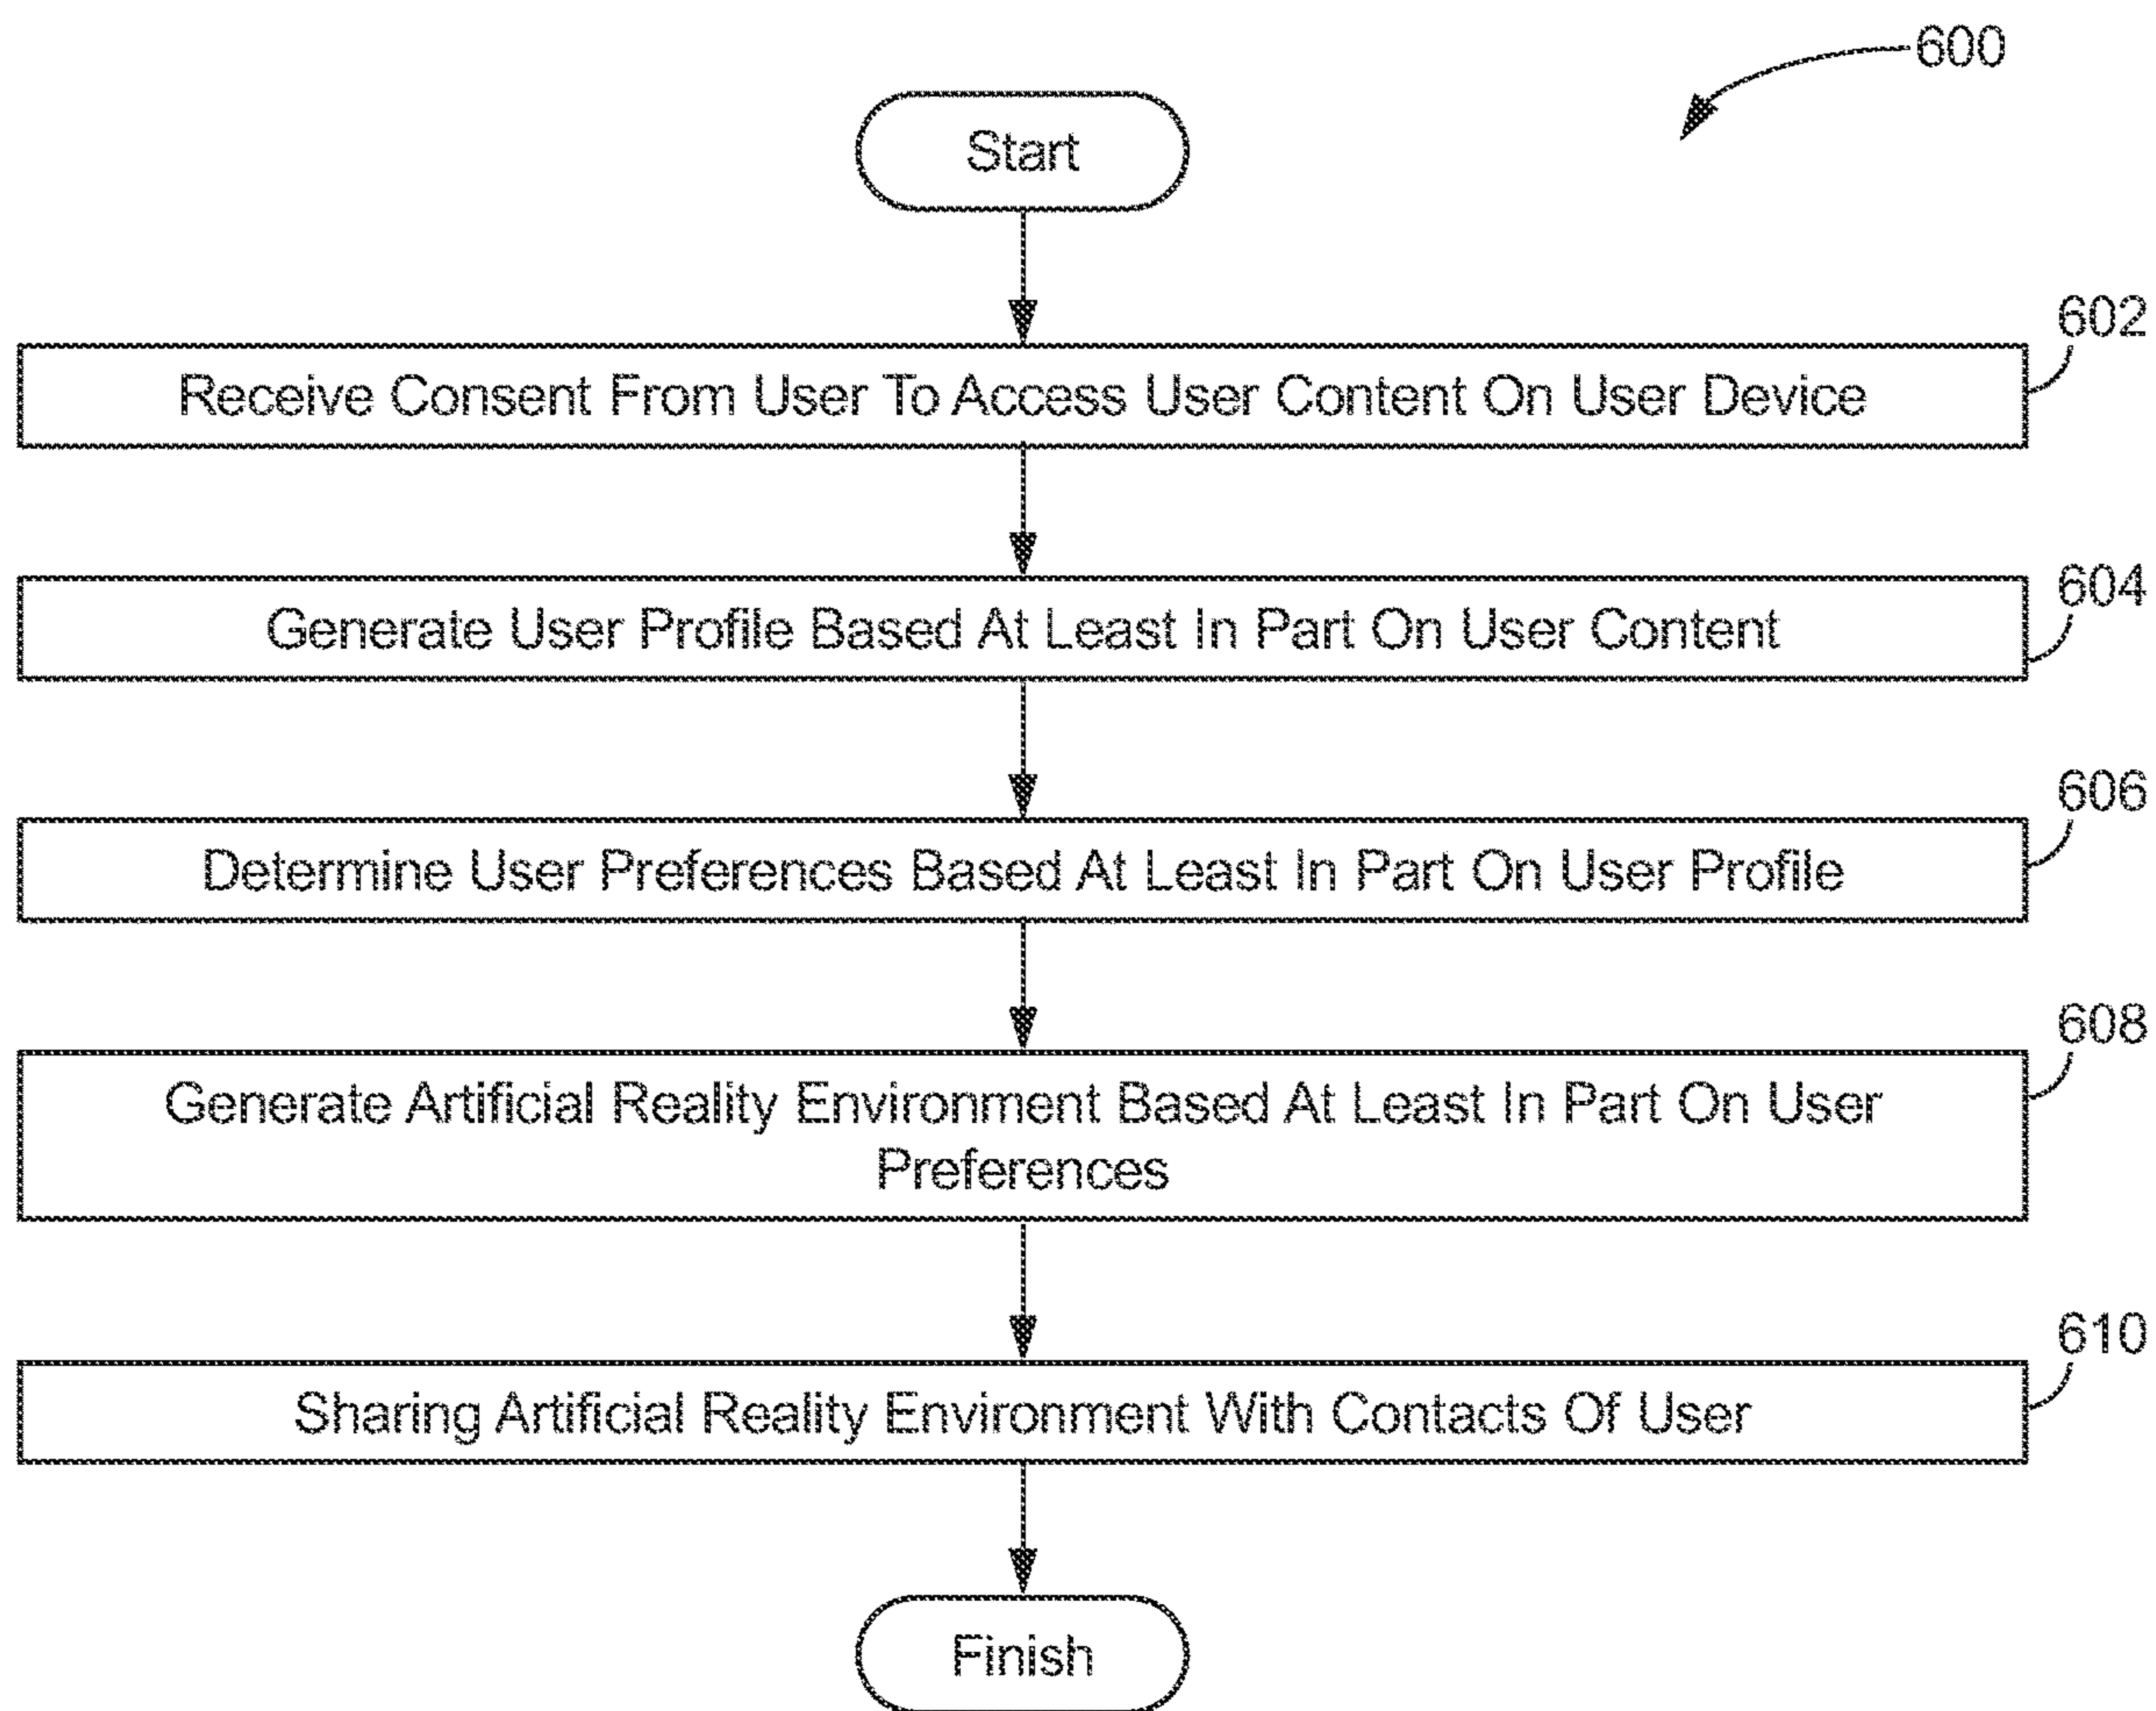 600
Start
602
Receive Consent From User To Access User Content On User Device
604
Generate User Profile Based At Least In Part On User Content
606
Determine User Preferences Based At Least In Part On User Profile
608
Generate Artificial Reality Environment Based At Least In Part On User
Preferences
610
Sharing Artificial Reality Environment With Contacts Of User
Finish